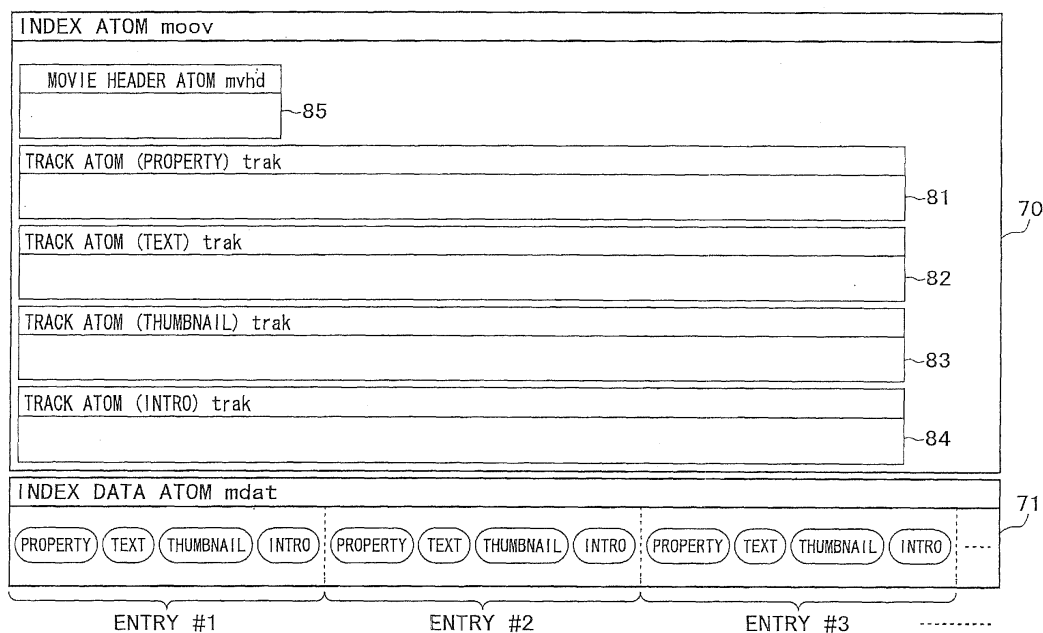 INDEX ATOM moov
MOVIE HEADER ATOM mvhd
85
TRACK ATOM (PROPERTY) trak
81
70
TRACK ATOM (TEXT) trak
82
TRACK ATOM (THUMBNAIL) trak
83
TRACK ATOM (INTRO) trak
84
INDEX DATA ATOM mdat
71
PROPERTY TEXT THUMBNAIL INTRO PROPERTY TEXT THUMBNAIL INTRO PROPERTY TEXT THUMBNAIL INTRO
ENTRY #1 ENTRY #2 ENTRY #3